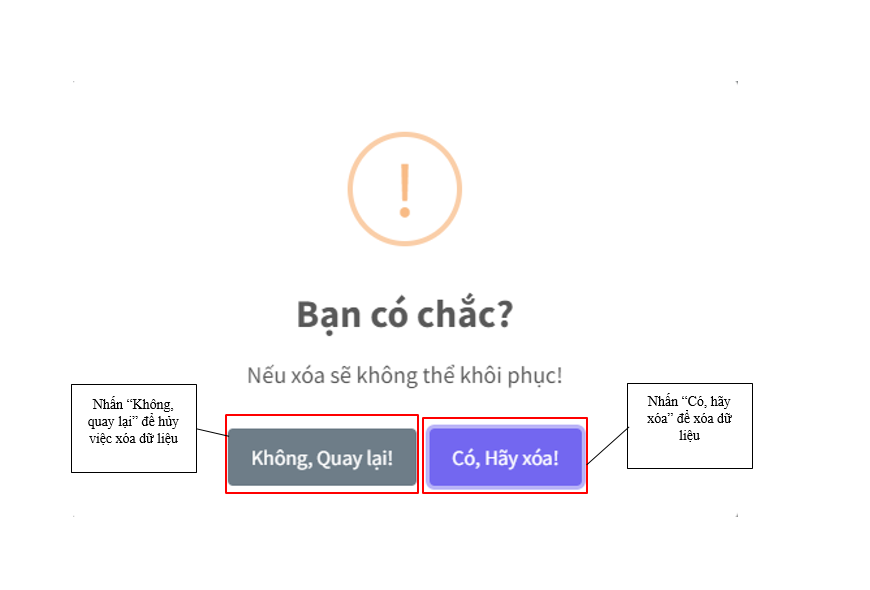 !
Bạn có chắc?
Nếu xóa sẽ không thể khôi phục!
Nhấn “Không,
quay lại” để hủy
việc xóa dữ liệu
Không, Quay lại!
Có, Hãy xóa!
Nhấn “Có, hãy
xóa” để xóa dữ
liệu